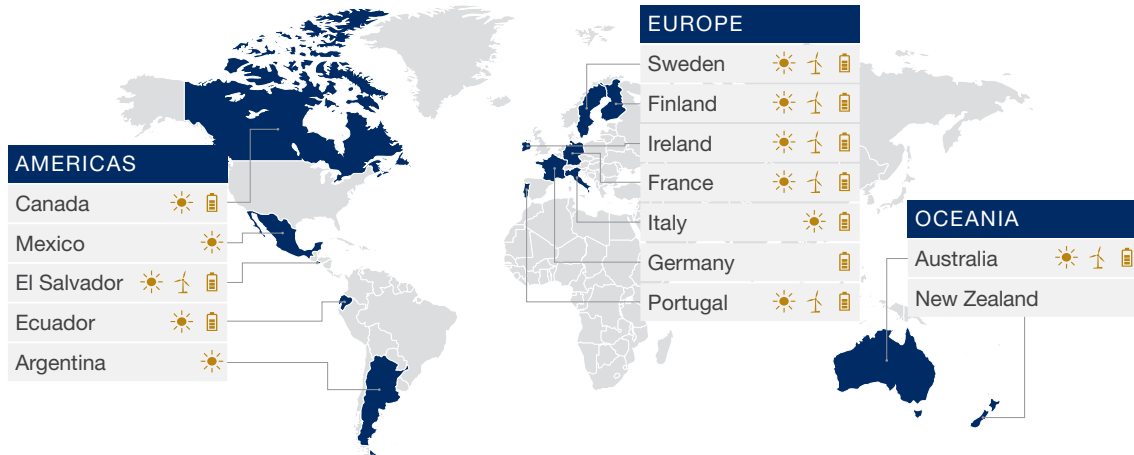 AMERICAS
Canada
Mexico
El Salvador
Ecuador
Argentina
EUROPE
Sweden
Finland
Ireland
France
Italy
Germany
Portugal
OCEANIA
Australia
New Zealand